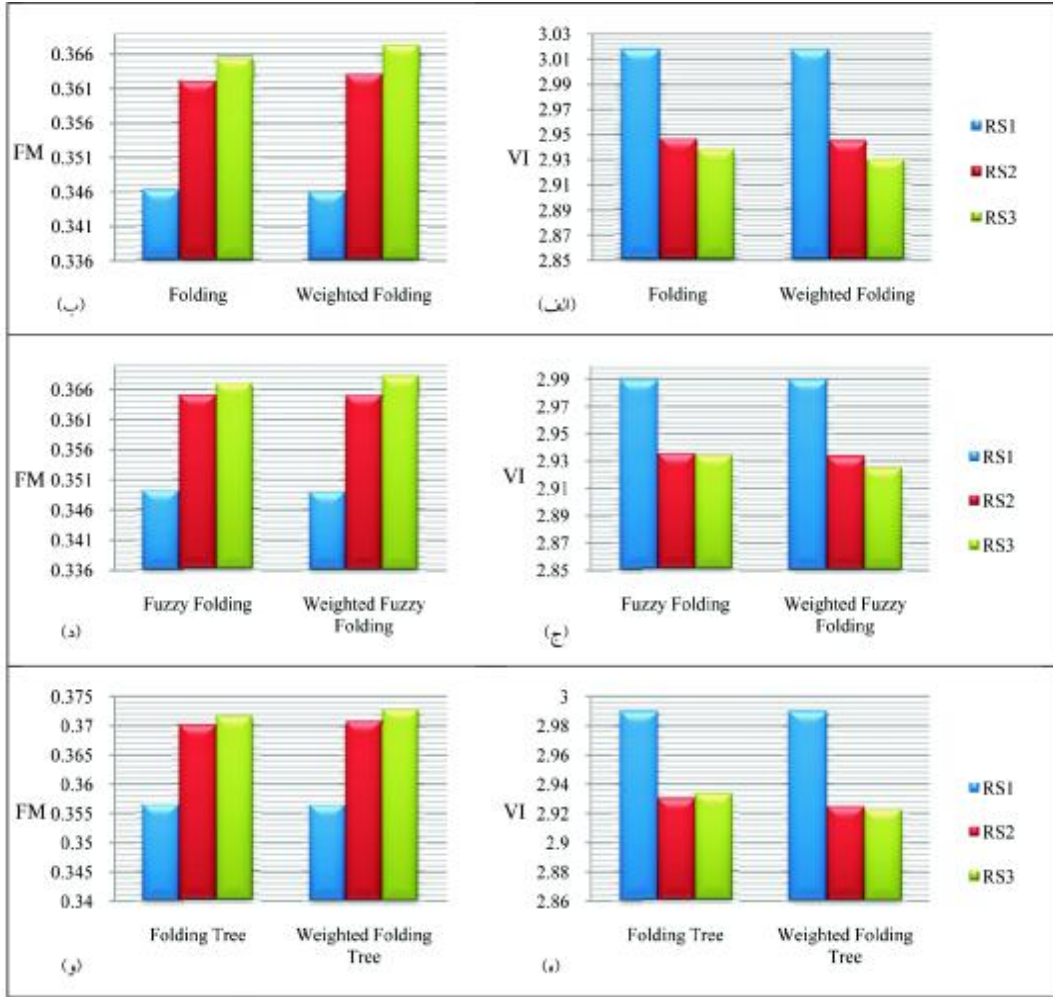 0.366
0.361
0.356
0.351
0.346
0.341
0.336
FM
Folding
Weighted Folding
(ب)
3.03
3.01
2.99
2.97
2.95
2.93
2.91
2.89
2.87
2.85
VI
Folding
Weighted Folding
(الف)
RS1
RS2
RS3
0.366
0.361
0.356
0.351
0.346
0.341
0.336
FM
Fuzzy Folding
Weighted Fuzzy
Folding
(د)
2.99
2.97
2.95
2.93
2.91
2.89
2.87
2.85
VI
Fuzzy Folding
Weighted Fuzzy
Folding
(ج)
RS1
RS2
RS3
0.375
0.37
0.365
0.36
0.355
0.35
0.345
0.34
FM
Folding Tree
Weighted Folding
Tree
(و)
3
2.98
2.96
2.94
2.92
2.9
2.88
2.86
VI
Folding Tree
Weighted Folding
Tree
(ه)
RS1
RS2
RS3